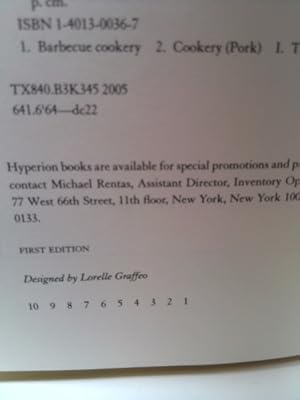 p. cm.
ISBN 1-4013-0036-7
1. Barbecue cookery 2. Cookery (Pork) I. T
TX840.B3K345 2005
641.6'64—dc22
Hyperion books are available for special promotions and p
contact Michael Rentas, Assistant Director, Inventory Op
77 West 66th Street, 11th floor, New York, New York 100
0133.
FIRST EDITION
Designed by Lorelle Graffeo
10 9 8 7 6 5 4 3 2 1